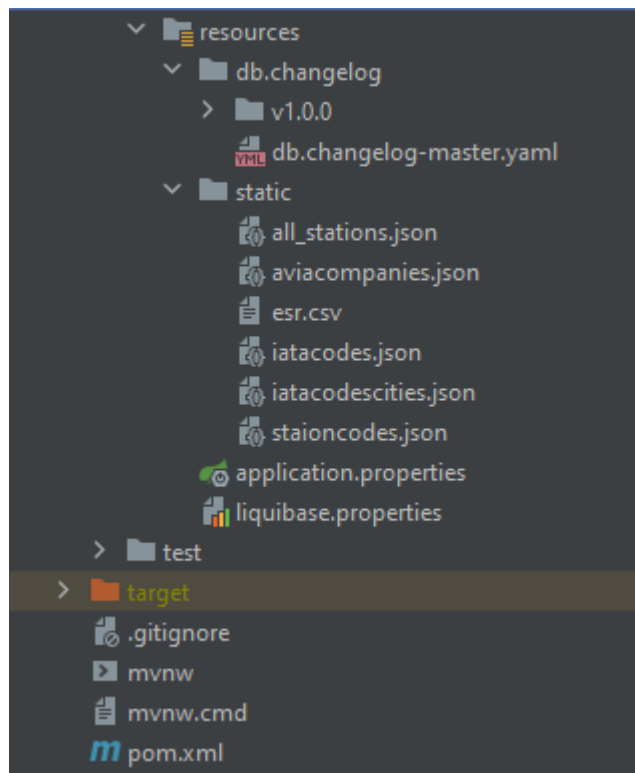 resources
db.changelog
v1.0.0
YML db.changelog-master.yaml
static
all_stations.json
aviacompanies.json
esr.csv
iatacodes.json
iatacodescities.json
staioncodes.json
application.properties
liquibase.properties
test
target
.gitignore
mvnw
mvnw.cmd
m pom.xml